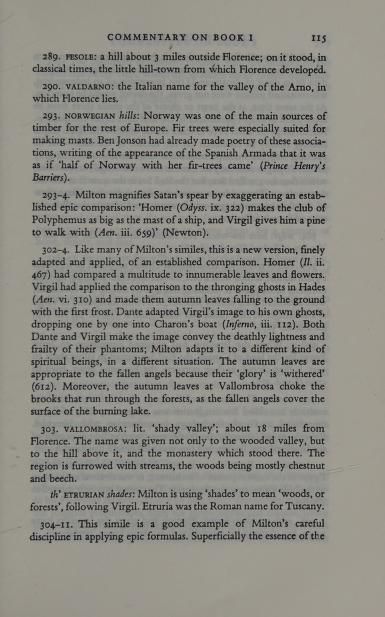 COMMENTARY ON BOOK I 115
289. FESOLE: a hill about 3 miles outside Florence; on it stood, in
classical times, the little hill-town from which Florence developed.
290. VALDARNO: the Italian name for the valley of the Arno, in
which Florence lies.
293. NORWEGIAN hills: Norway was one of the main sources of
timber for the rest of Europe. Fir trees were especially suited for
making masts. Ben Jonson had already made poetry of these associa-
tions, writing of the appearance of the Spanish Armada that it was
as if ‘half of Norway with her fir-trees came’ (Prince Henry's
Barriers).
293-4. Milton magnifies Satan's spear by exaggerating an estab-
lished epic comparison: ‘Homer (Odyss. ix. 322) makes the club of
Polyphemus as big as the mast of a ship, and Virgil gives him a pine
to walk with (Aen. iii. 659)’ (Newton).
302-4. Like many of Milton's similes, this is a new version, finely
adapted and applied, of an established comparison. Homer (Il. ii.
467) had compared a multitude to innumerable leaves and flowers.
Virgil had applied the comparison to the thronging ghosts in Hades
(Aen. vi. 310) and made them autumn leaves falling to the ground
with the first frost. Dante adapted Virgil's image to his own ghosts,
dropping one by one into Charon's boat (Inferno, iii. 112). Both
Dante and Virgil make the image convey the deathly lightness and
frailty of their phantoms; Milton adapts it to a different kind of
spiritual beings, in a different situation. The autumn leaves are
appropriate to the fallen angels because their ‘glory’ is ‘withered’
(612). Moreover, the autumn leaves at Vallombrosa choke the
brooks that run through the forests, as the fallen angels cover the
surface of the burning lake.
303. VALLOMBROSA: lit. ‘shady valley’; about 18 miles from
Florence. The name was given not only to the wooded valley, but
to the hill above it, and the monastery which stood there. The
region is furrowed with streams, the woods being mostly chestnut
and beech.
th' ETRURIAN shades: Milton is using ‘shades’ to mean ‘woods, or
forests’, following Virgil. Etruria was the Roman name for Tuscany.
304-11. This simile is a good example of Milton's careful
discipline in applying epic formulas. Superficially the essence of the